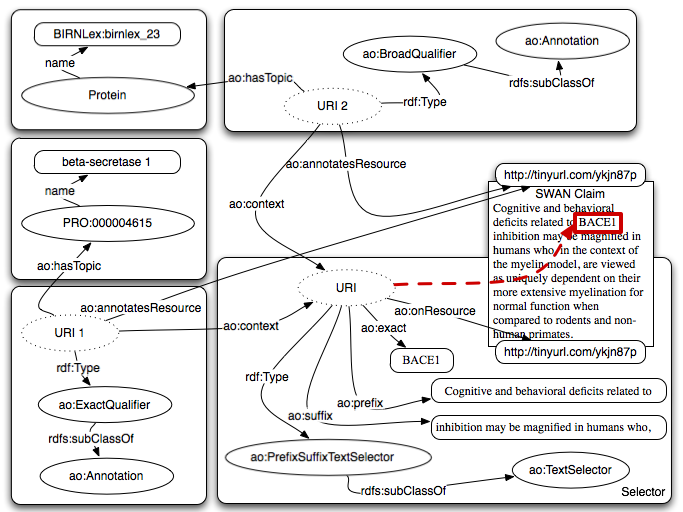 BIRNLex:birnlex_23
name
Protein
ao:hasTopic
URI 2
ao:BroadQualifier
rdf:Type
ao:Annotation
rdfs:subClassOf
beta-secretase 1
name
PRO:000004615
ao:hasTopic
ao:annotatesResource
ao:context
http://tinyurl.com/ykjn87p
SWAN Claim
Cognitive and behavioral
deficits related to BACE1
inhibition may be magnified in
humans who, in the context of
the myelin model, are viewed
as uniquely dependent on their
more extensive myelination for
normal function when
compared to rodents and non-
human primates.
http://tinyurl.com/ykjn87p
URI 1
ao:annotatesResource
ao:context
rdf:Type
ao:ExactQualifier
rdfs:subClassOf
ao:Annotation
URI
ao:onResource
ao:exact
BACE1
rdf:Type
ao:prefix
Cognitive and behavioral deficits related to
ao:suffix
inhibition may be magnified in humans who,
ao:PrefixSuffixTextSelector
rdfs:subClassOf
ao:TextSelector
Selector